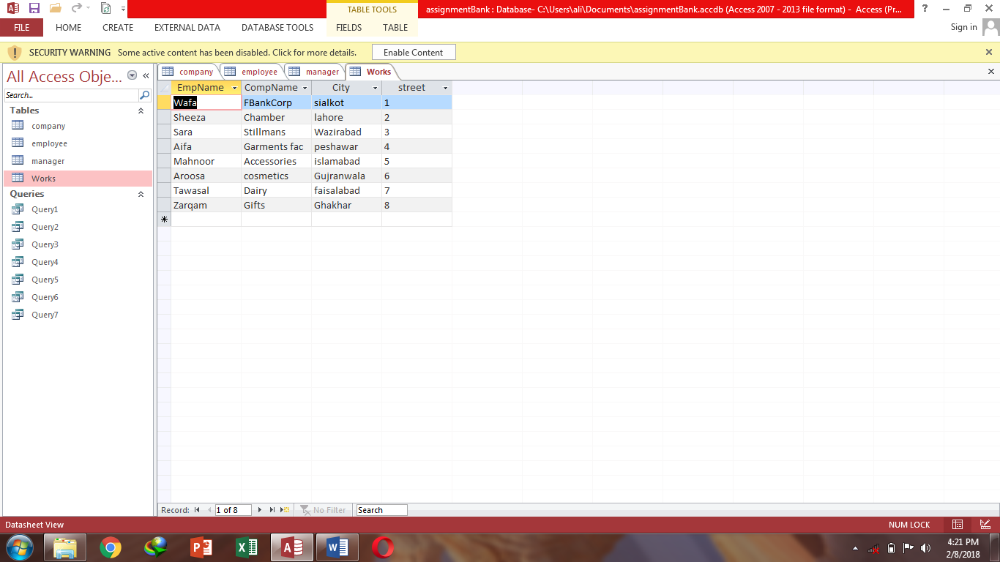 TABLE TOOLS
assignmentBank : Database- C:\Users\ali\Documents\assignmentBank.accdb (Access 2007 - 2013 file format) - Access (Pr...
?
FILE HOME CREATE EXTERNAL DATA DATABASE TOOLS FIELDS TABLE Sign in
SECURITY WARNING Some active content has been disabled. Click for more details. Enable Content
All Access Obje...
Search...
Tables
company
employee
manager
Works
Queries
Query1
Query2
Query3
Query4
Query5
Query6
Query7
company employee manager Works
EmpName CompName City street
Wafa FBankCorp sialkot 1
Sheeza Chamber lahore 2
Sara Stillmans Wazirabad 3
Aifa Garments fac peshawar 4
Mahnoor Accessories islamabad 5
Aroosa cosmetics Gujranwala 6
Tawasal Dairy faisalabad 7
Zarqam Gifts Ghakhar 8
Record: 1 of 8 No Filter Search
Datasheet View NUM LOCK
4:21 PM
2/8/2018